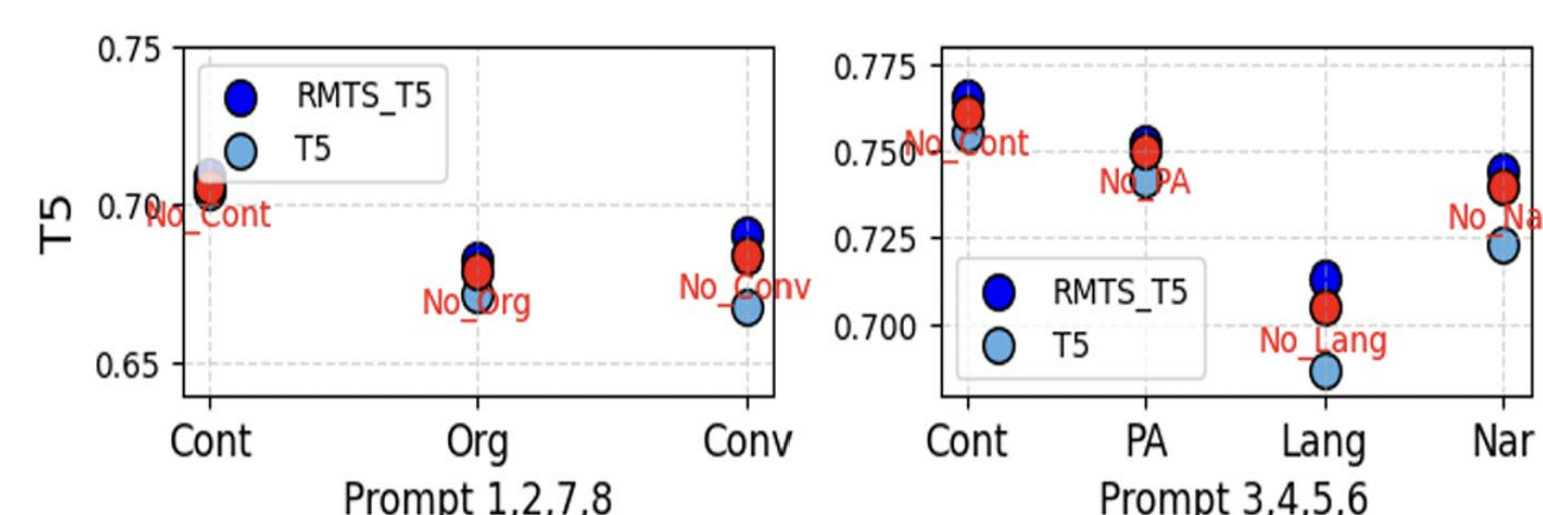 0.75
RMTS_T5
T5
0.70
No_Cont
No_Org
No_Conv
0.65
T5
Cont Org Conv
Prompt 1,2,7,8
0.775
No_Cont
0.750
No_PA
No_Na
0.725
RMTS_T5
T5
0.700
No_Lang
Cont PA Lang Nar
Prompt 3,4,5,6